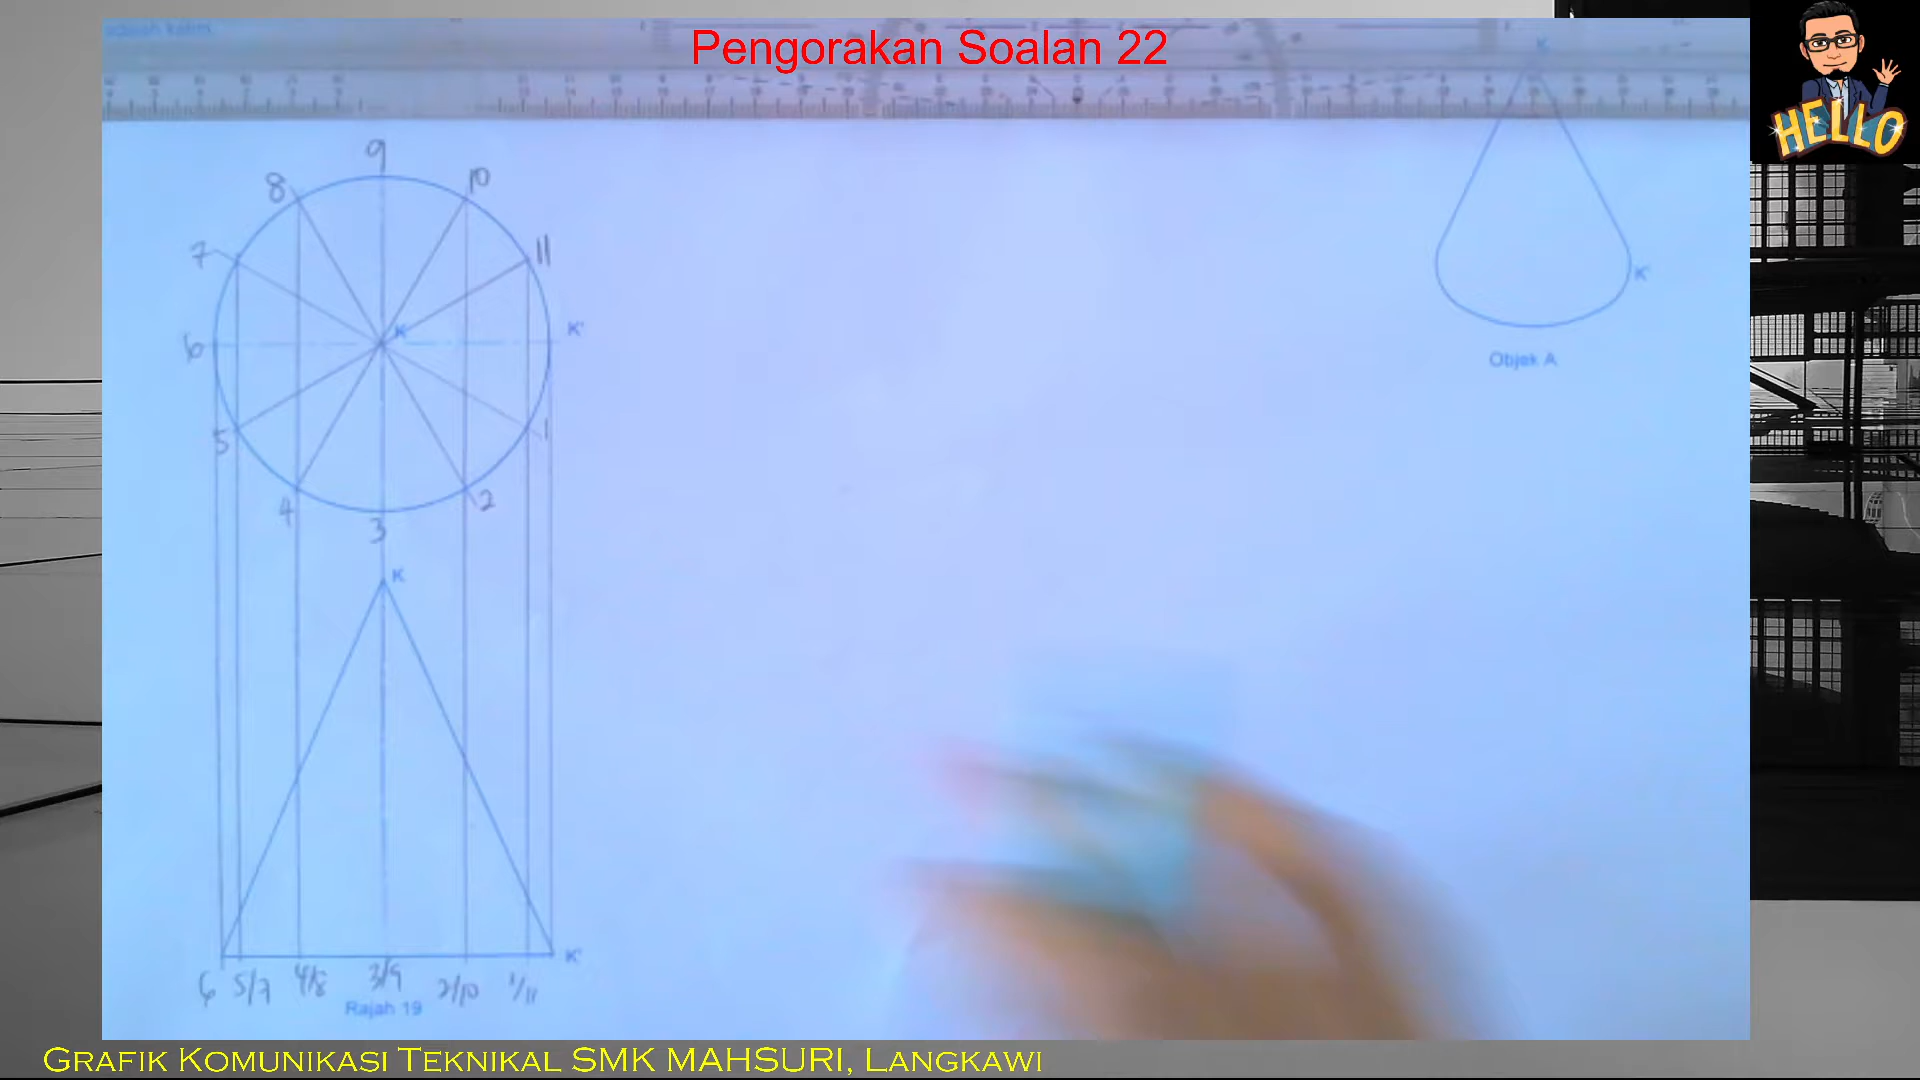 Pengorakan Soalan 22
HELLO
K
9
8
10
7
11
K'
K
K'
6
Objek A
5
1
4
2
3
K
K'
6 5/7 4/8 3/9 2/10 1/11
Rajah 19
GRAFIK KOMUNIKASI TEKNIKAL SMK MAHSURI, LANGKAWI